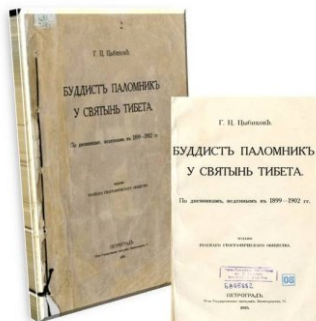 Г. Ц. Цыбиковъ.
БУДДИСТЪ ПАЛОМНИКЪ
У СВЯТЫНЬ ТИБЕТА.
По дневникамъ, веденнымъ въ 1899—1902 гг.
ПЕТРОГРАДЪ
Г. Ц. Цыбиковъ.
БУДДИСТЪ ПАЛОМНИКЪ
У СВЯТЫНЬ ТИБЕТА.
По дневникамъ, веденнымъ въ 1899—1902 гг.
ИЗДАНІЕ
РУССКАГО ГЕОГРАФИЧЕСКАГО ОБЩЕСТВА.
ПЕТРОГРАДЪ.